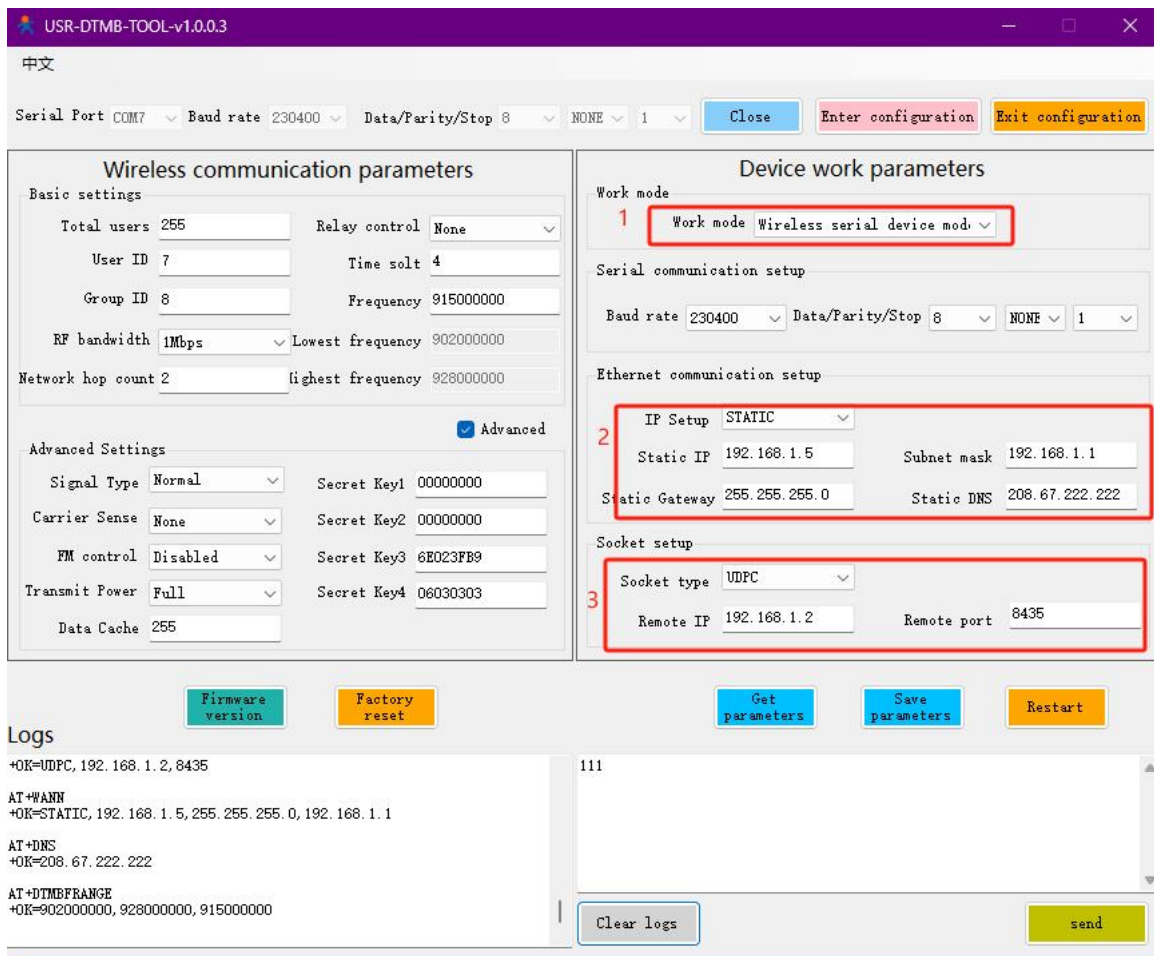 USR-DTMB-TOOL-v1.0.0.3
中文
Serial Port COM7 Baud rate 230400 Data/Parity/Stop 8 NONE 1 Close Enter configuration Exit configuration
Wireless communication parameters
Basic settings
Total users 255 Relay control None
User ID 7 Time solt 4
Group ID 8 Frequency 915000000
RF bandwidth 1Mbps Lowest frequency 902000000
Network hop count 2 Highest frequency 928000000
Advanced
Advanced Settings
Signal Type Normal Secret Key1 00000000
Carrier Sense None Secret Key2 00000000
FM control Disabled Secret Key3 6E023FB9
Transmit Power Full Secret Key4 06030303
Data Cache 255
Device work parameters
Work mode
1 Work mode Wireless serial device mod
Serial communication setup
Baud rate 230400 Data/Parity/Stop 8 NONE 1
Ethernet communication setup
2 IP Setup STATIC
Static IP 192.168.1.5 Subnet mask 192.168.1.1
Static Gateway 255.255.255.0 Static DNS 208.67.222.222
Socket setup
3 Socket type UDPC
Remote IP 192.168.1.2 Remote port 8435
Firmware version Factory reset Get parameters Save parameters Restart
Logs
+OK=UDPC,192.168.1.2,8435
AT+WANN
+OK=STATIC,192.168.1.5,255.255.255.0,192.168.1.1
AT+DNS
+OK=208.67.222.222
AT+DTMBFRANGE
+OK=902000000,928000000,915000000
111
Clear logs send